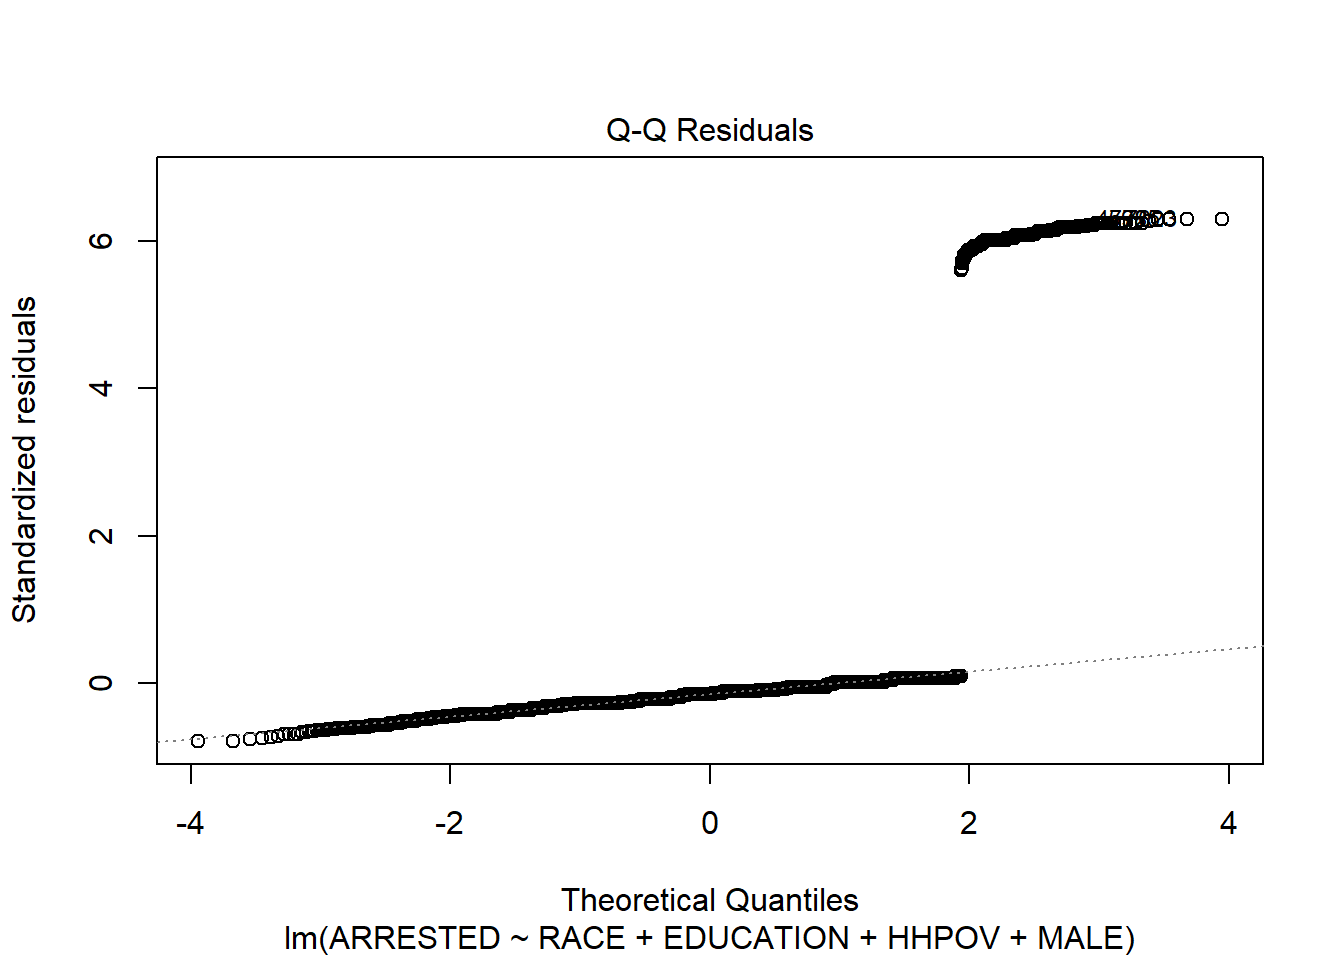 Q-Q Residuals
Standardized residuals
6
4
2
0
-4 -2 0 2 4
Theoretical Quantiles
lm(ARRESTED ~ RACE + EDUCATION + HHPOV + MALE)